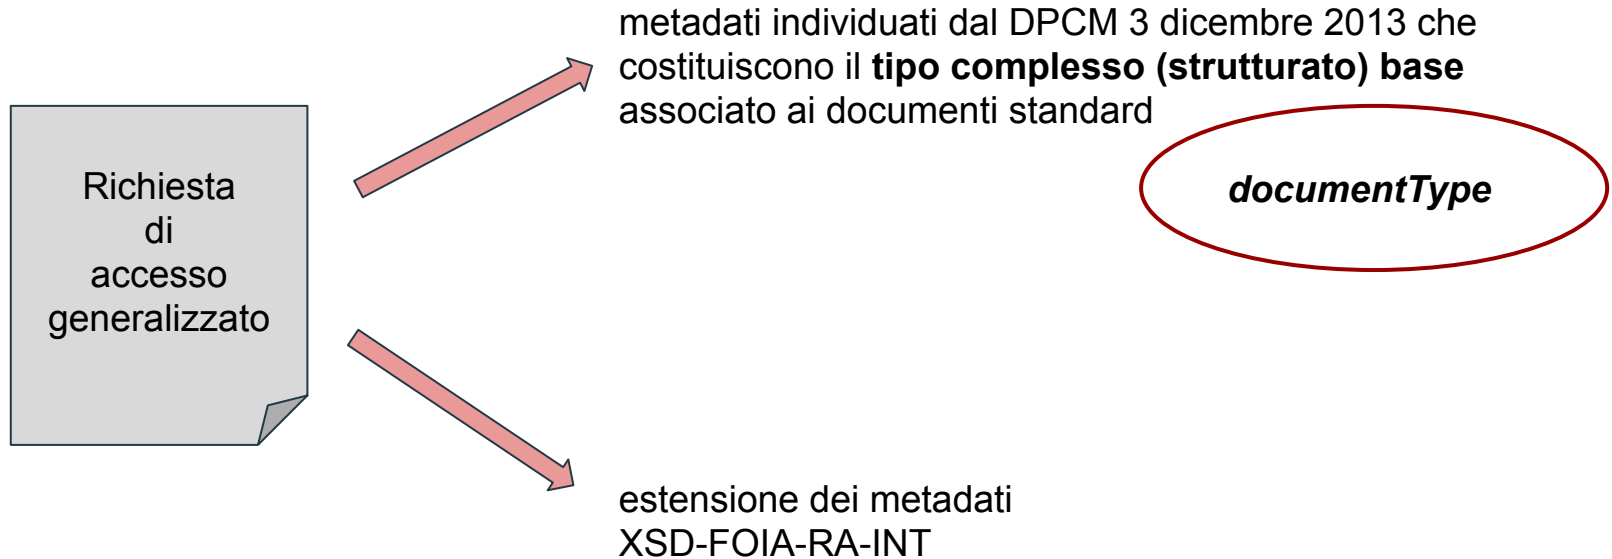 metadati individuati dal DPCM 3 dicembre 2013 che
costituiscono il tipo complesso (strutturato) base
associato ai documenti standard
documentType
Richiesta
di
accesso
generalizzato
estensione dei metadati
XSD-FOIA-RA-INT